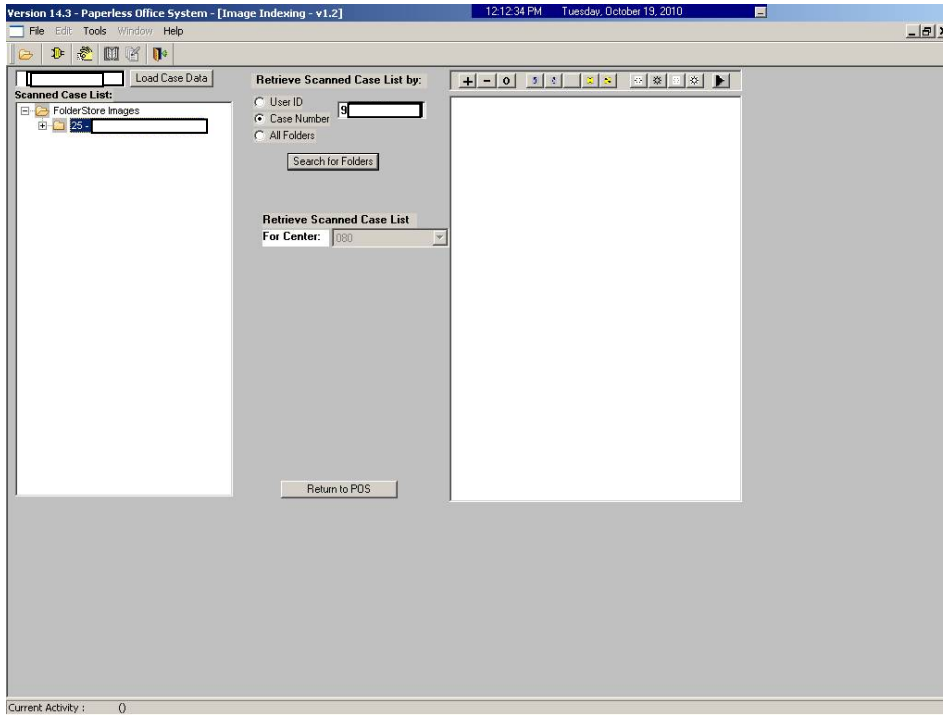 Version 14.3 - Paperless Office System - [Image Indexing - v1.2]
12:12:34 PM Tuesday, October 19, 2010
File Edit Tools Window Help
Load Case Data
Scanned Case List:
FolderStore Images
25 -
Retrieve Scanned Case List by:
User ID
9
Case Number
All Folders
Search for Folders
Retrieve Scanned Case List
For Center: 080
Return to POS
Current Activity : ()